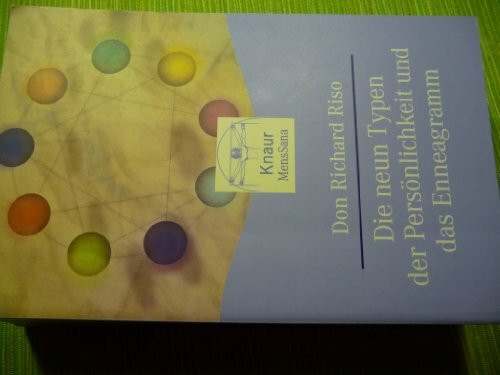 Don Richard Riso
Die neun Typen
der Persönlichkeit und
das Enneagramm
Knaur
MensSana